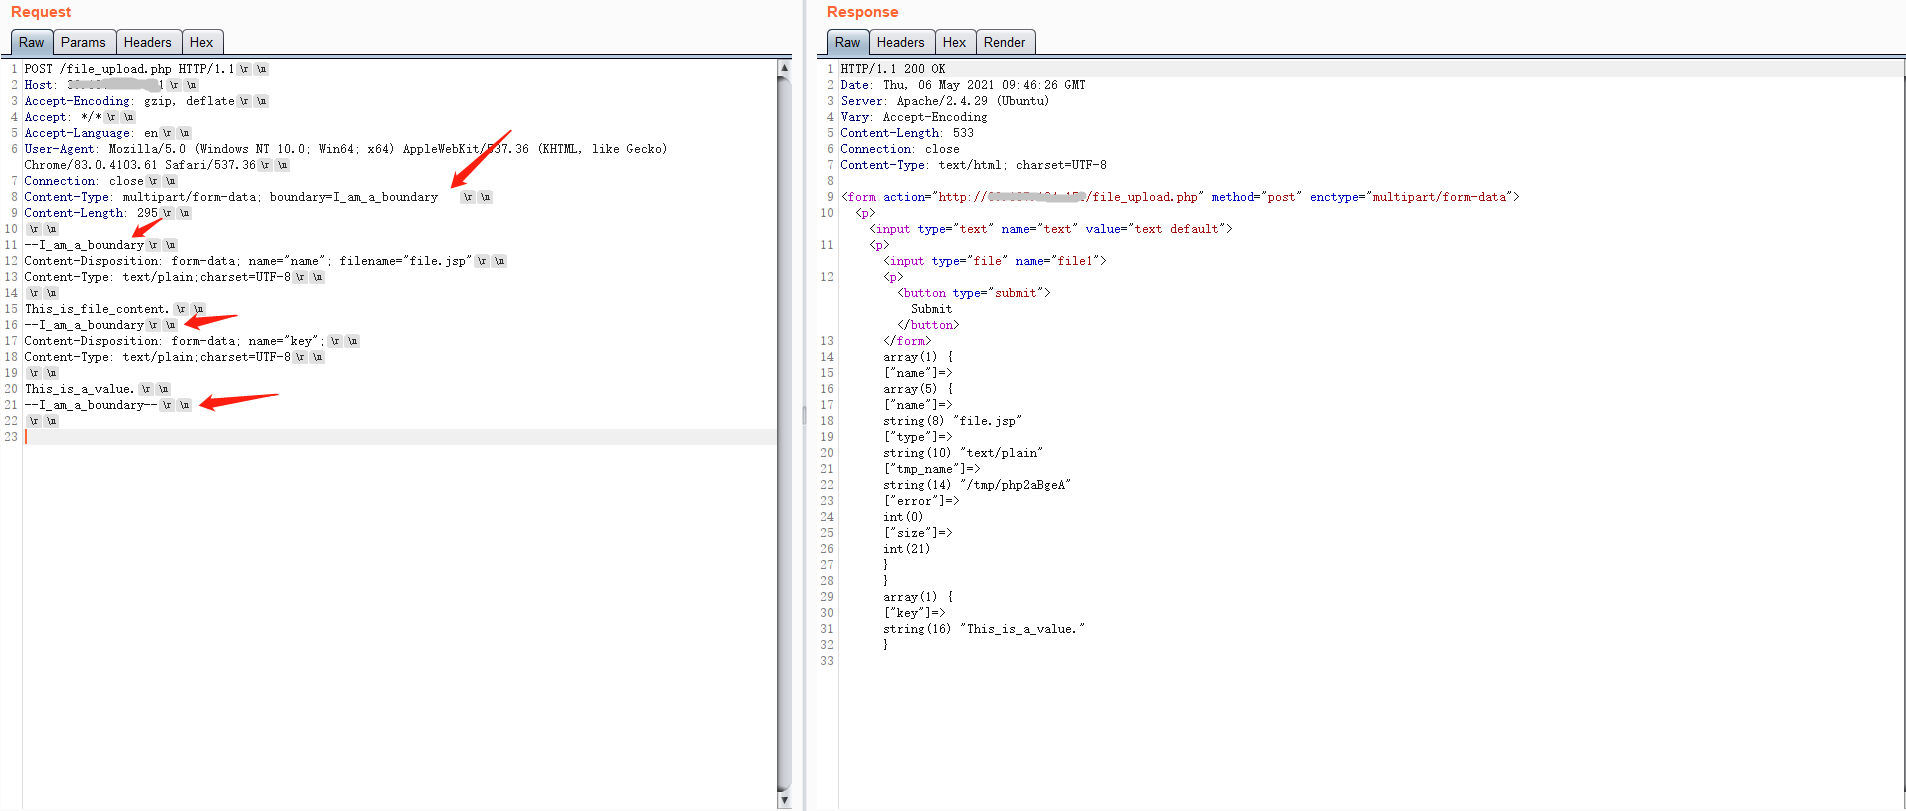 Request
Raw Params Headers Hex
1 POST /file_upload.php HTTP/1.1 \r \n
2 Host: \r \n
3 Accept-Encoding: gzip, deflate \r \n
4 Accept: */* \r \n
5 Accept-Language: en \r \n
6 User-Agent: Mozilla/5.0 (Windows NT 10.0; Win64; x64) AppleWebKit/537.36 (KHTML, like Gecko)
Chrome/83.0.4103.61 Safari/537.36 \r \n
7 Connection: close \r \n
8 Content-Type: multipart/form-data; boundary=I_am_a_boundary \r \n
9 Content-Length: 295 \r \n
10 \r \n
11 --I_am_a_boundary \r \n
12 Content-Disposition: form-data; name="name"; filename="file.jsp" \r \n
13 Content-Type: text/plain;charset=UTF-8 \r \n
14 \r \n
15 This_is_file_content. \r \n
16 --I_am_a_boundary \r \n
17 Content-Disposition: form-data; name="key"; \r \n
18 Content-Type: text/plain;charset=UTF-8 \r \n
19 \r \n
20 This_is_a_value. \r \n
21 --I_am_a_boundary-- \r \n
22 \r \n
23
Response
Raw Headers Hex Render
1 HTTP/1.1 200 OK
2 Date: Thu, 06 May 2021 09:46:26 GMT
3 Server: Apache/2.4.29 (Ubuntu)
4 Vary: Accept-Encoding
5 Content-Length: 533
6 Connection: close
7 Content-Type: text/html; charset=UTF-8
8
9 <form action="http:// /file_upload.php" method="post" enctype="multipart/form-data">
10 <p>
<input type="text" name="text" value="text default">
11 <p>
<input type="file" name="file1">
12 <p>
<button type="submit">
Submit
</button>
13 </form>
14 array(1) {
15 ["name"]=>
16 array(5) {
17 ["name"]=>
18 string(8) "file.jsp"
19 ["type"]=>
20 string(10) "text/plain"
21 ["tmp_name"]=>
22 string(14) "/tmp/php2aBgeA"
23 ["error"]=>
24 int(0)
25 ["size"]=>
26 int(21)
27 }
28 }
29 array(1) {
30 ["key"]=>
31 string(16) "This_is_a_value."
32 }
33